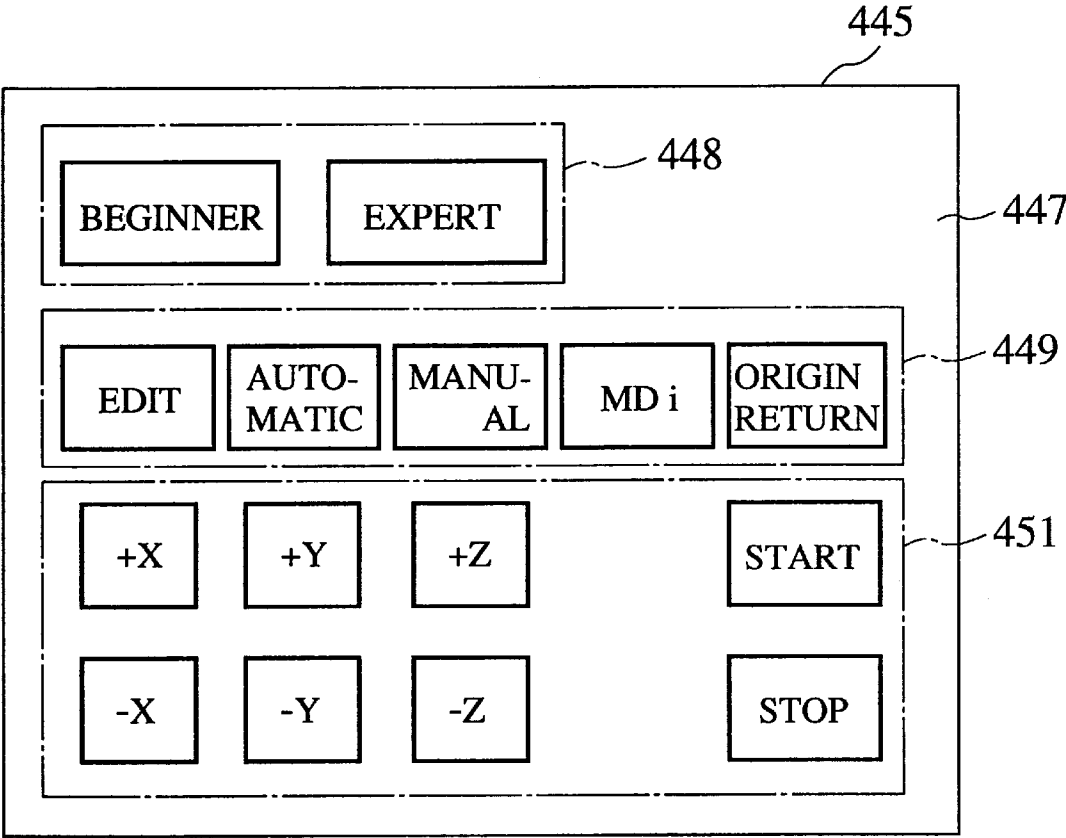 445
448
BEGINNER EXPERT
447
449
EDIT AUTO-MATIC MANU-AL MD i ORIGIN RETURN
+X +Y +Z START
451
-X -Y -Z STOP